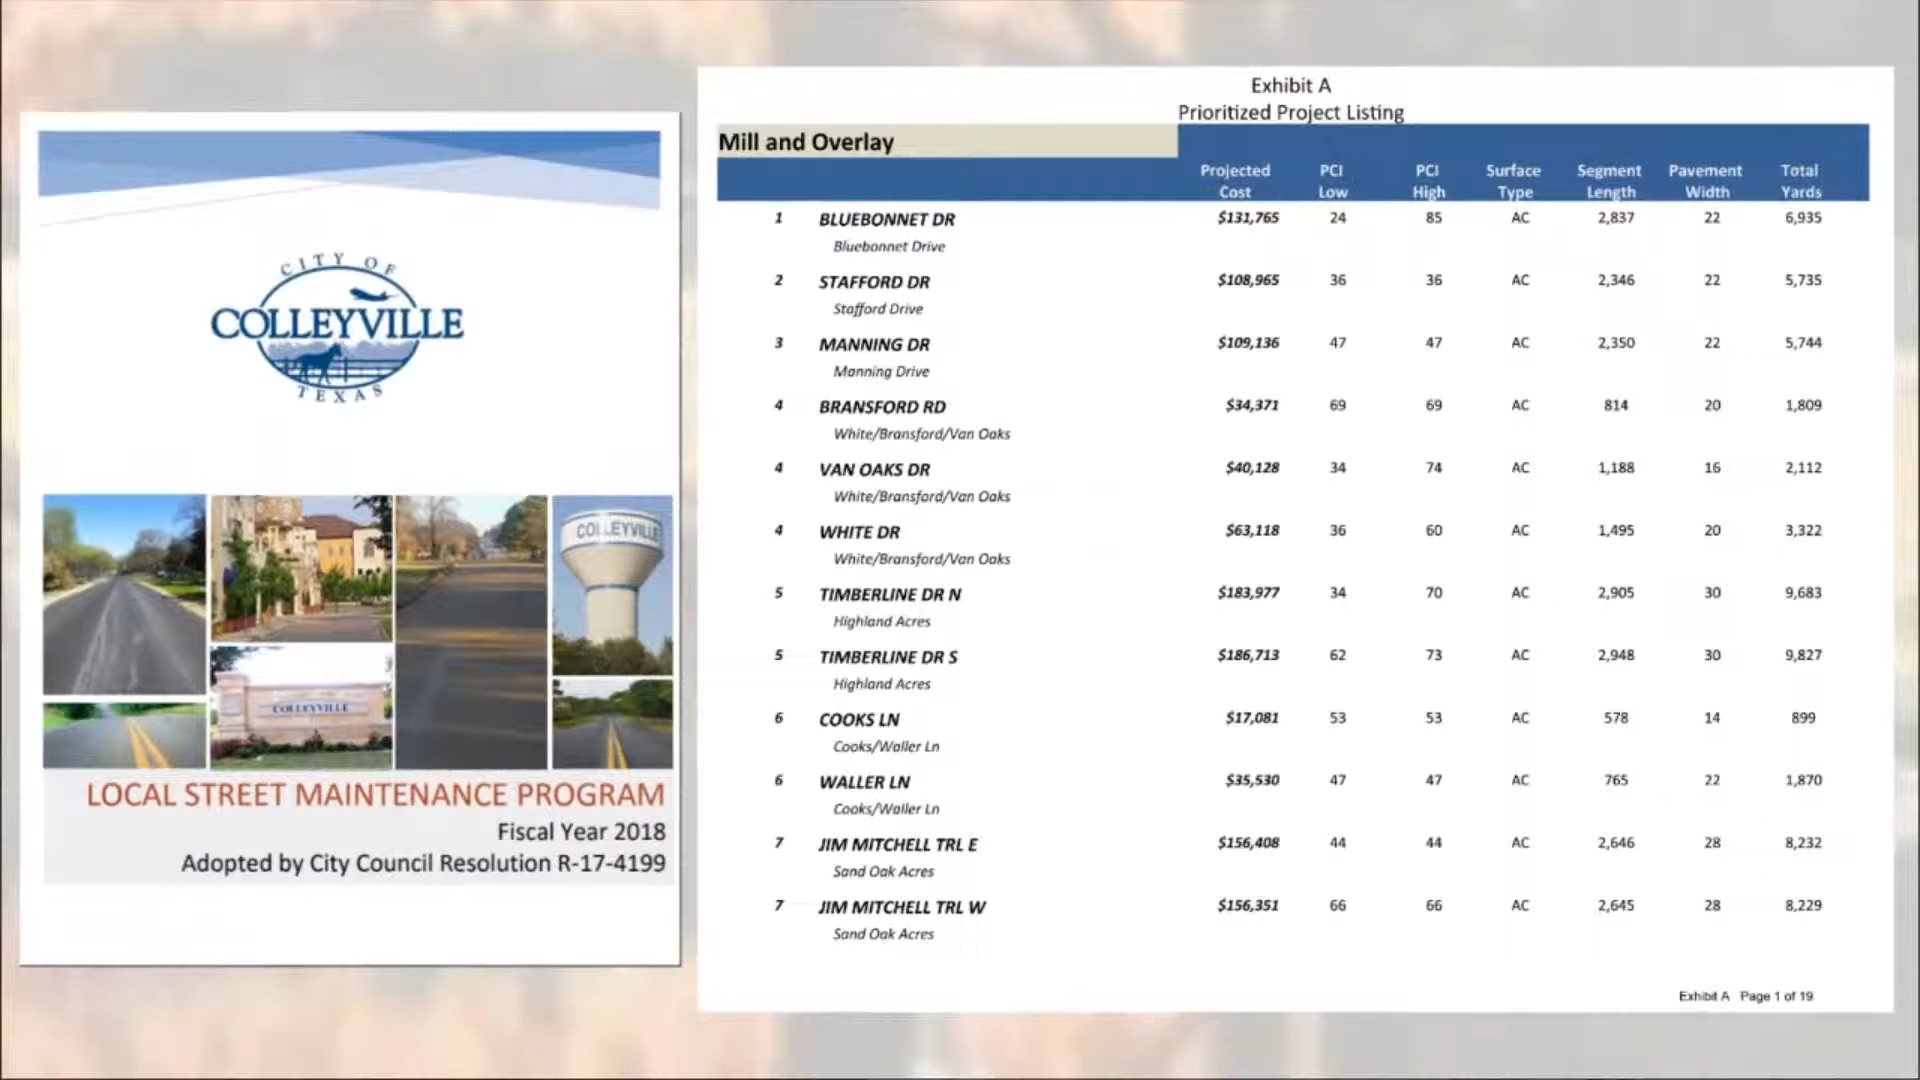 CITY OF
COLLEYVILLE
TEXAS
COLLEYVILLE
COLLEYVILLE
LOCAL STREET MAINTENANCE PROGRAM
Fiscal Year 2018
Adopted by City Council Resolution R-17-4199
Exhibit A
Prioritized Project Listing
Mill and Overlay
Projected Cost PCI Low PCI High Surface Type Segment Length Pavement Width Total Yards
1 BLUEBONNET DR $131,765 24 85 AC 2,837 22 6,935
Bluebonnet Drive
2 STAFFORD DR $108,965 36 36 AC 2,346 22 5,735
Stafford Drive
3 MANNING DR $109,136 47 47 AC 2,350 22 5,744
Manning Drive
4 BRANSFORD RD $34,371 69 69 AC 814 20 1,809
White/Bransford/Van Oaks
4 VAN OAKS DR $40,128 34 74 AC 1,188 16 2,112
White/Bransford/Van Oaks
4 WHITE DR $63,118 36 60 AC 1,495 20 3,322
White/Bransford/Van Oaks
5 TIMBERLINE DR N $183,977 34 70 AC 2,905 30 9,683
Highland Acres
5 TIMBERLINE DR S $186,713 62 73 AC 2,948 30 9,827
Highland Acres
6 COOKS LN $17,081 53 53 AC 578 14 899
Cooks/Waller Ln
6 WALLER LN $35,530 47 47 AC 765 22 1,870
Cooks/Waller Ln
7 JIM MITCHELL TRL E $156,408 44 44 AC 2,646 28 8,232
Sand Oak Acres
7 JIM MITCHELL TRL W $156,351 66 66 AC 2,645 28 8,229
Sand Oak Acres
Exhibit A Page 1 of 19